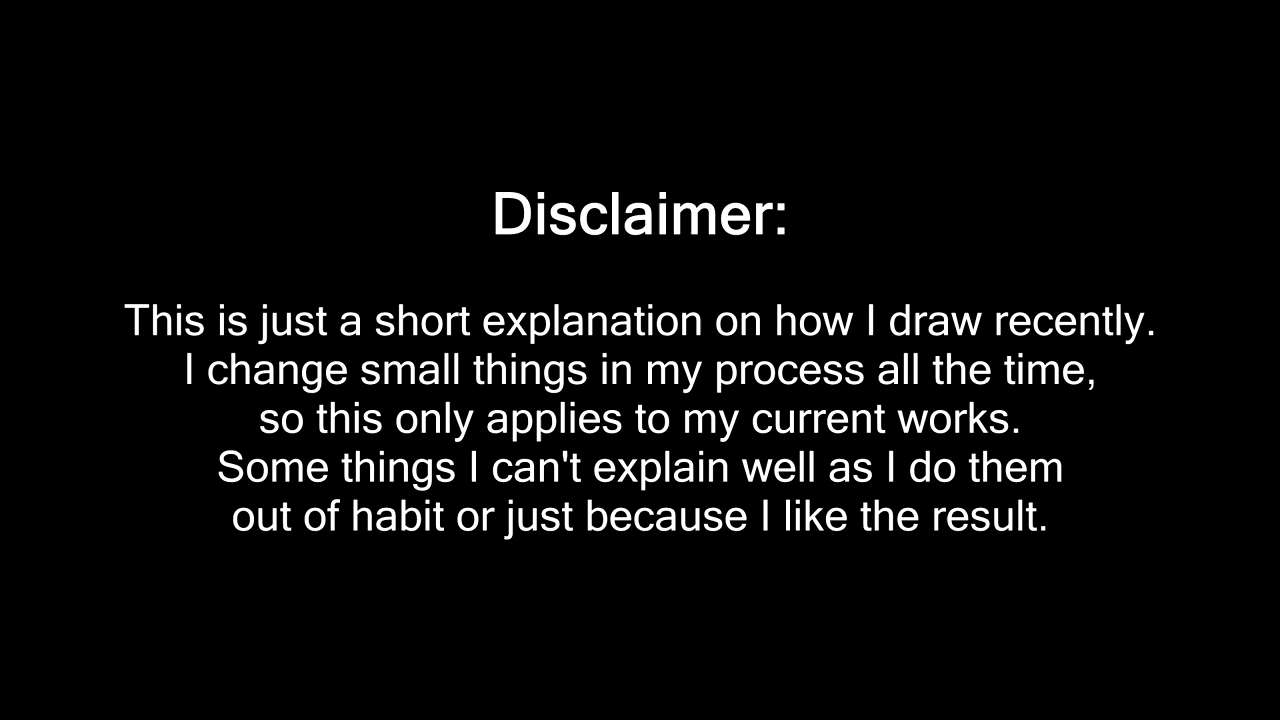 Disclaimer:
This is just a short explanation on how I draw recently.
I change small things in my process all the time,
so this only applies to my current works.
Some things I can't explain well as I do them
out of habit or just because I like the result.